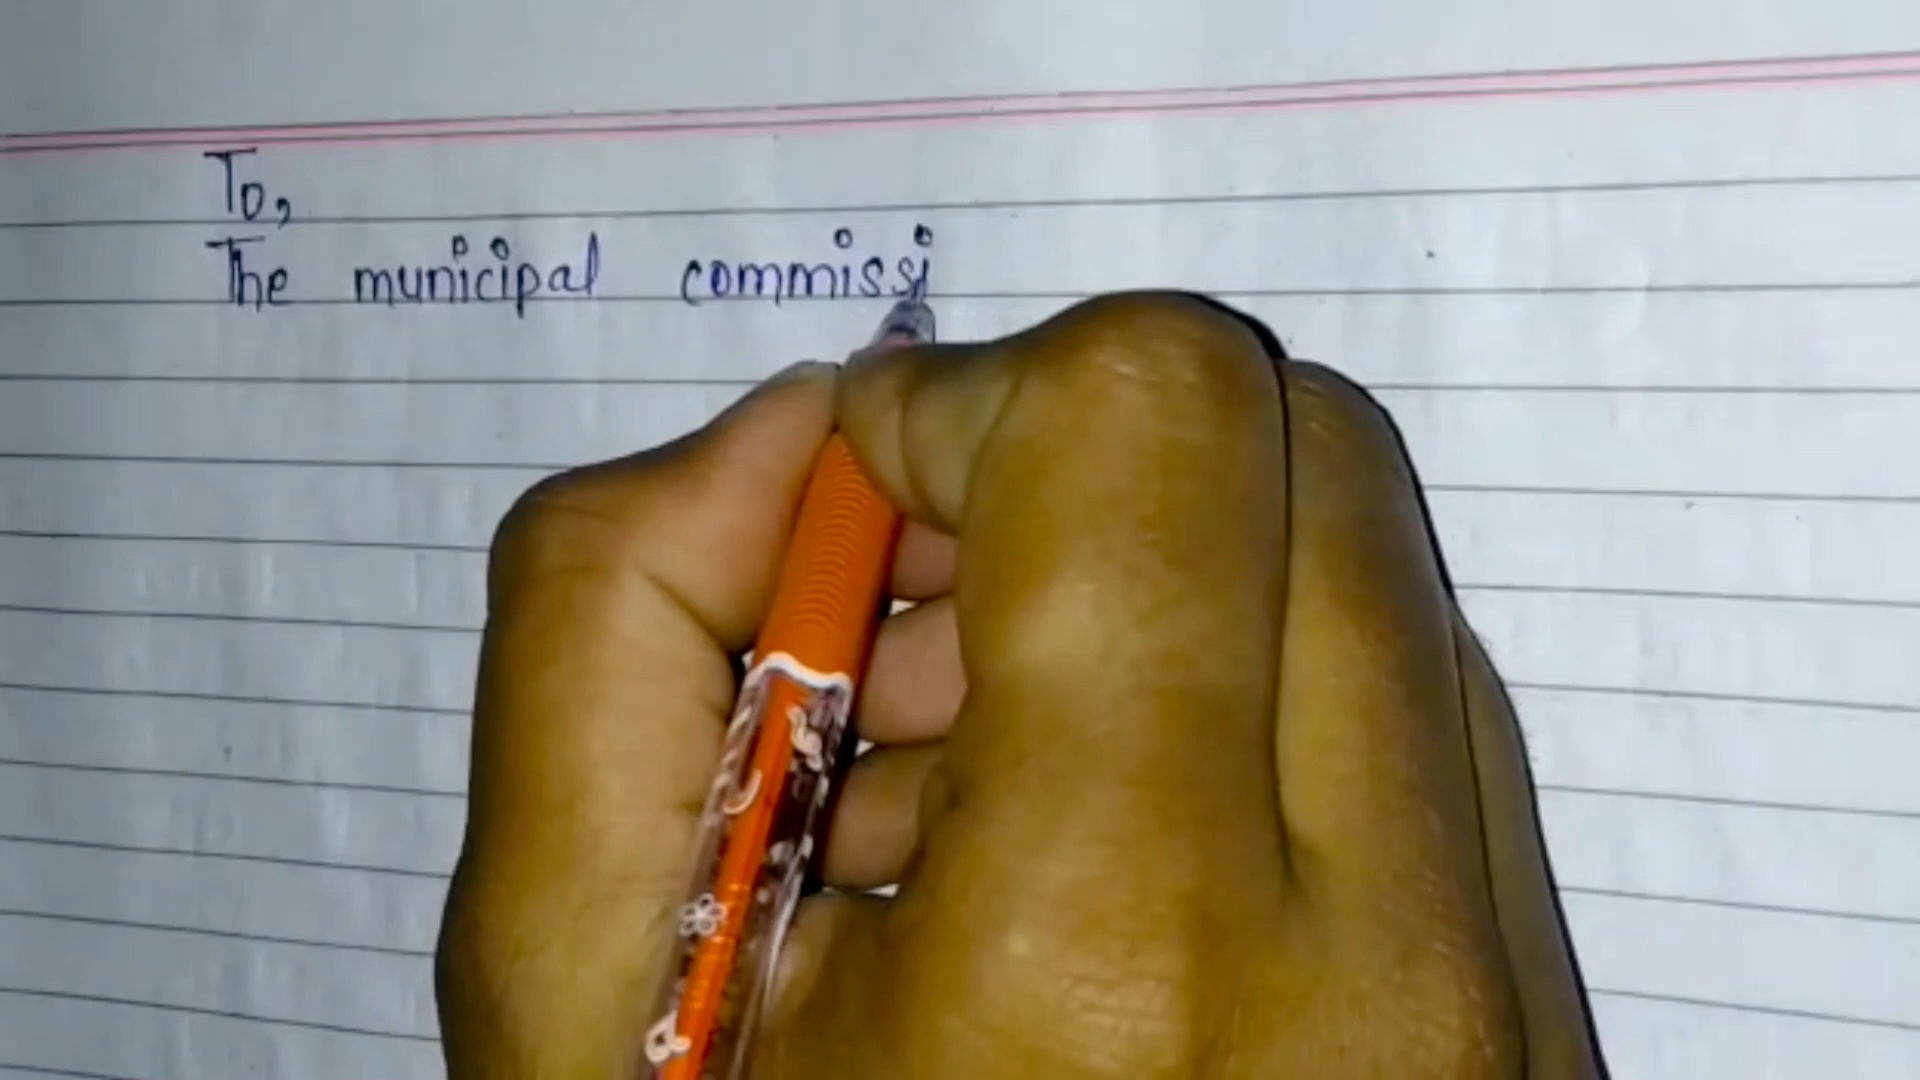 To,
The municipal commissi